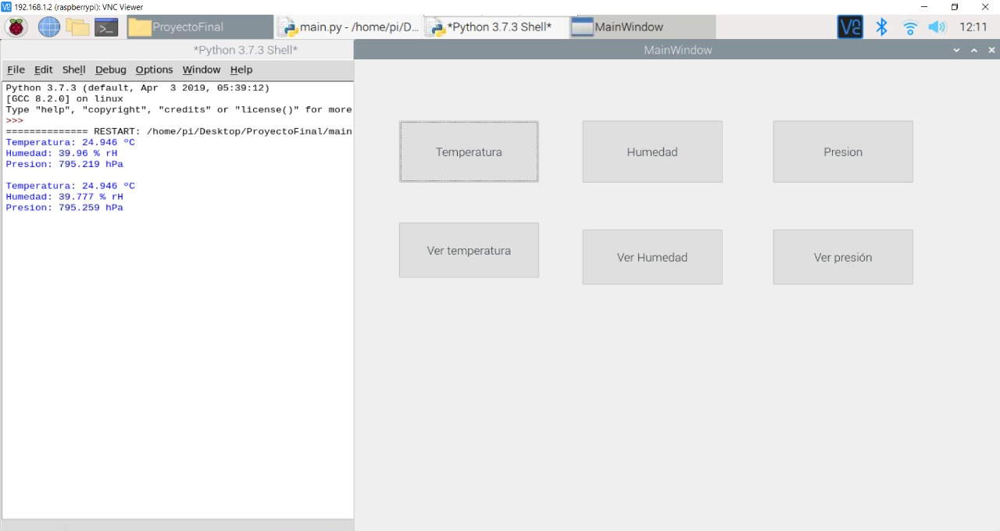 192.168.1.2 (raspberrypi): VNC Viewer
ProyectoFinal
main.py - /home/pi/D...
*Python 3.7.3 Shell*
MainWindow
12:11
*Python 3.7.3 Shell*
MainWindow
File Edit Shell Debug Options Window Help
Python 3.7.3 (default, Apr  3 2019, 05:39:12)
[GCC 8.2.0] on linux
Type "help", "copyright", "credits" or "license()" for more
>>>
============== RESTART: /home/pi/Desktop/ProyectoFinal/main
Temperatura: 24.946 ºC
Humedad: 39.96 % rH
Presion: 795.219 hPa
Temperatura: 24.946 ºC
Humedad: 39.777 % rH
Presion: 795.259 hPa
Temperatura
Humedad
Presion
Ver temperatura
Ver Humedad
Ver presión